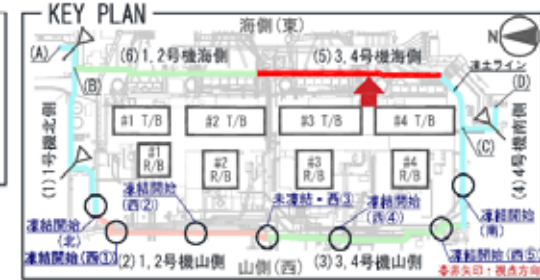 KEY PLAN
海側(東)
N
(A)
(6)1,2号機海側
(5)3,4号機海側
凍土ライン
(B)
(D)
(1)1号機北側
#1 T/B
#2 T/B
#3 T/B
#4 T/B
(C)
(4)4号機南側
#1
R/B
#2
R/B
#3
R/B
#4
R/B
凍結開始
(西②)
未凍結・西③
凍結開始
(西④)
凍結開始
(北)
凍結開始
(南)
凍結開始(西①)
(2)1,2号機山側
山側(西)
(3)3,4号機山側
凍結開始(西⑤)
※赤矢印:視点方向